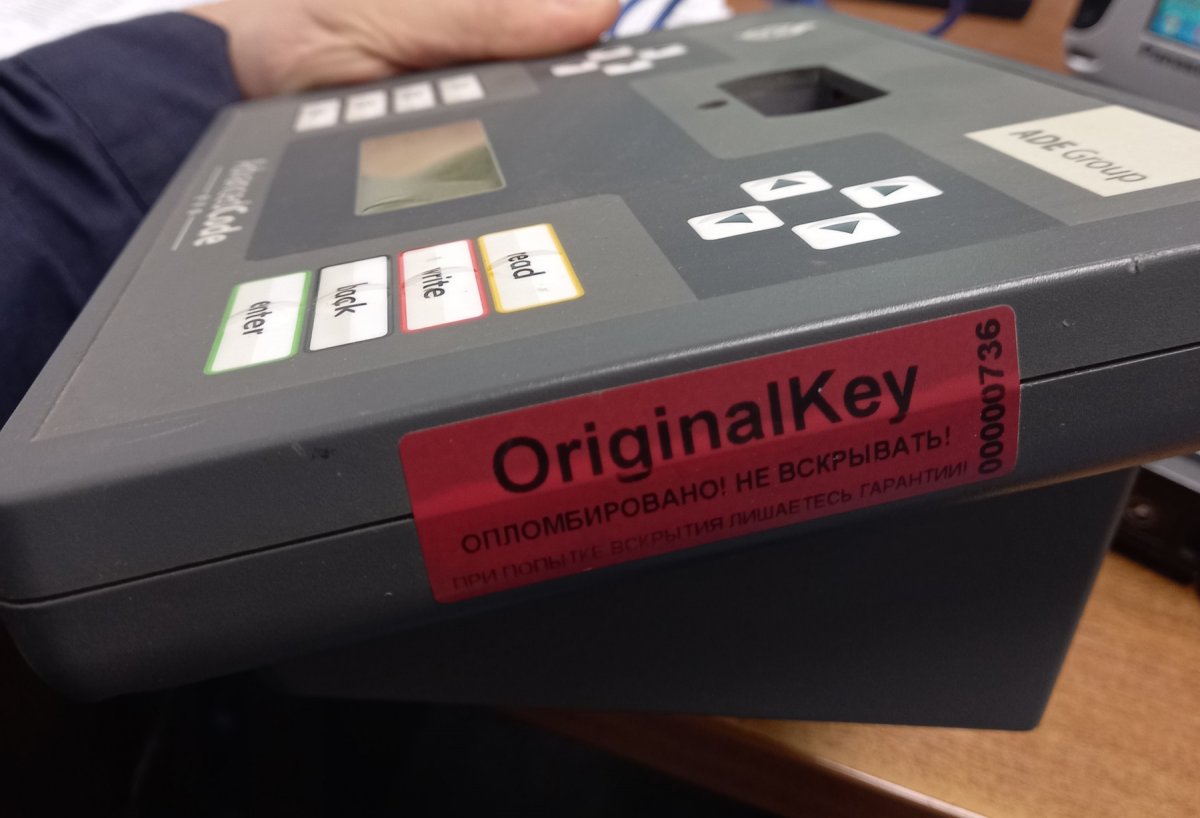 ADE Group
enter
back
write
read
OriginalKey
ОПЛОМБИРОВАНО! НЕ ВСКРЫВАТЬ!
ПРИ ПОПЫТКЕ ВСКРЫТИЯ ЛИШАЕТЕСЬ ГАРАНТИИ!
00000736